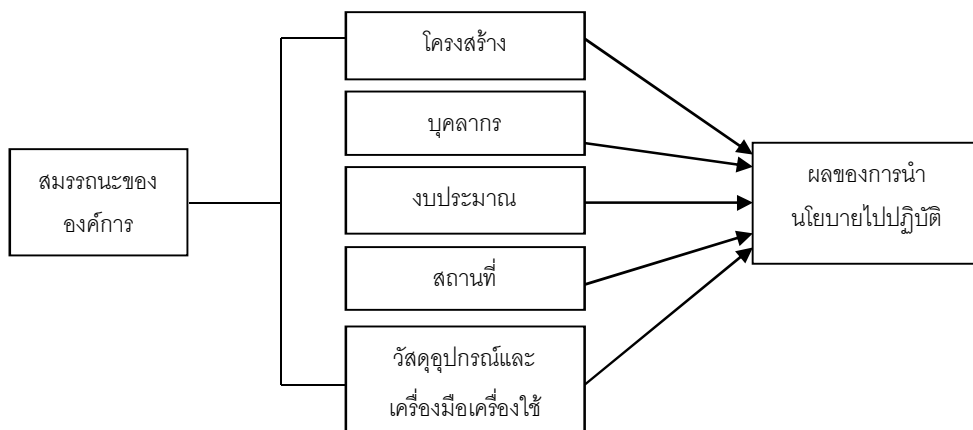 โครงสร้าง
บุคลากร
สมรรถนะของ
องค์การ
งบประมาณ
ผลของการนำ
นโยบายไปปฏิบัติ
สถานที่
วัสดุอุปกรณ์และ
เครื่องมือเครื่องใช้